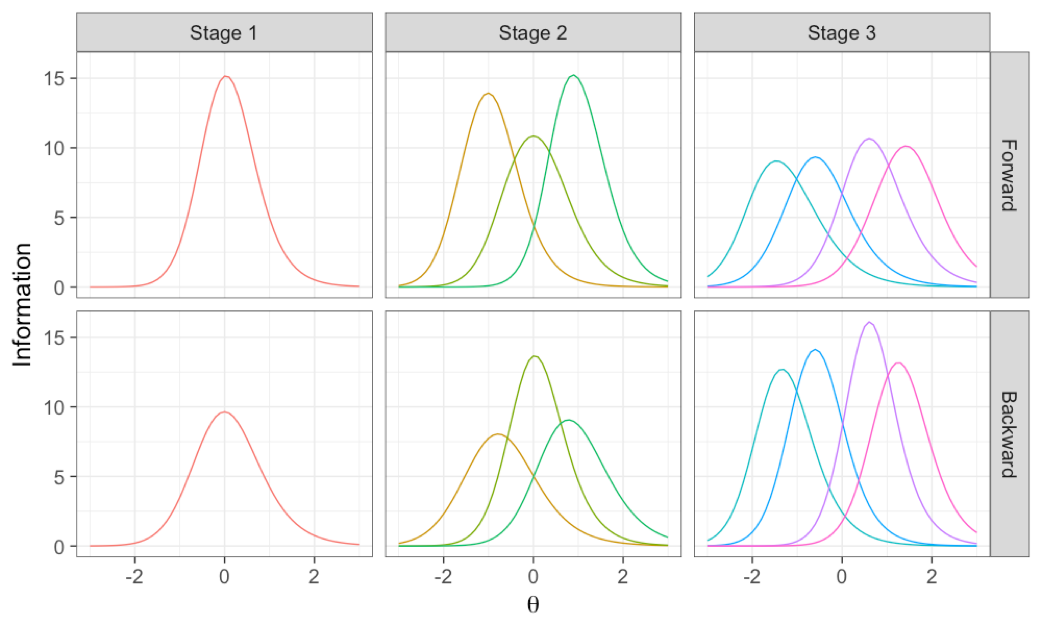 Stage 1 Stage 2 Stage 3
15
10
5
0
Forward
Information
15
10
5
0
Backward
-2 0 2 -2 0 2 -2 0 2
θ